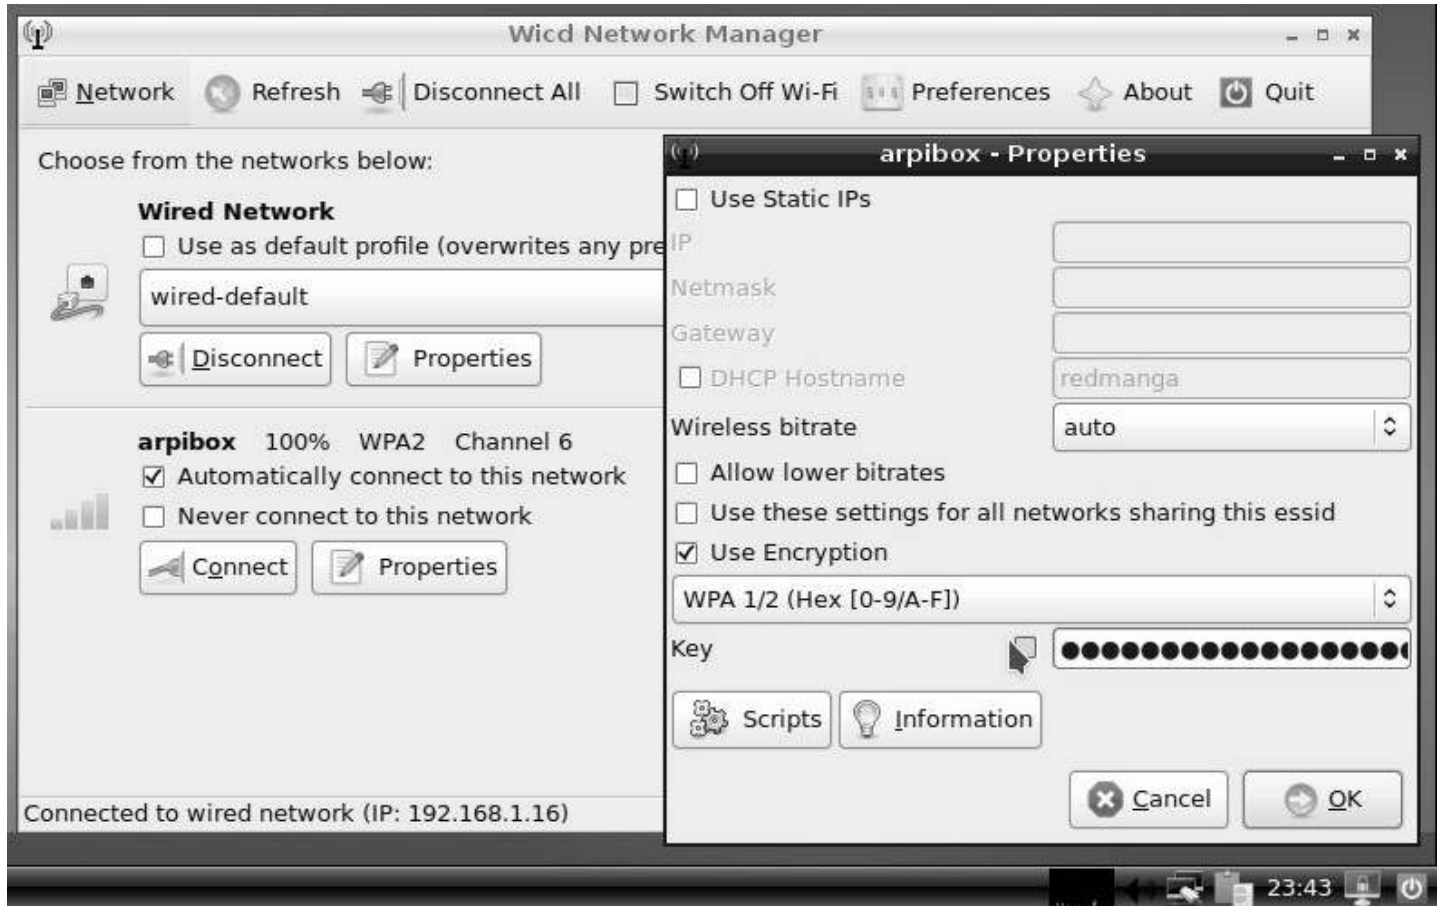 Wicd Network Manager
Network Refresh Disconnect All Switch Off Wi-Fi Preferences About Quit
Choose from the networks below:
Wired Network
Use as default profile (overwrites any pre
wired-default
Disconnect Properties
arpibox 100% WPA2 Channel 6
Automatically connect to this network
Never connect to this network
Connect Properties
Connected to wired network (IP: 192.168.1.16)
arpibox - Properties
Use Static IPs
IP
Netmask
Gateway
DHCP Hostname redmanga
Wireless bitrate auto
Allow lower bitrates
Use these settings for all networks sharing this essid
Use Encryption
WPA 1/2 (Hex [0-9/A-F])
Key
Scripts Information
Cancel OK
23:43